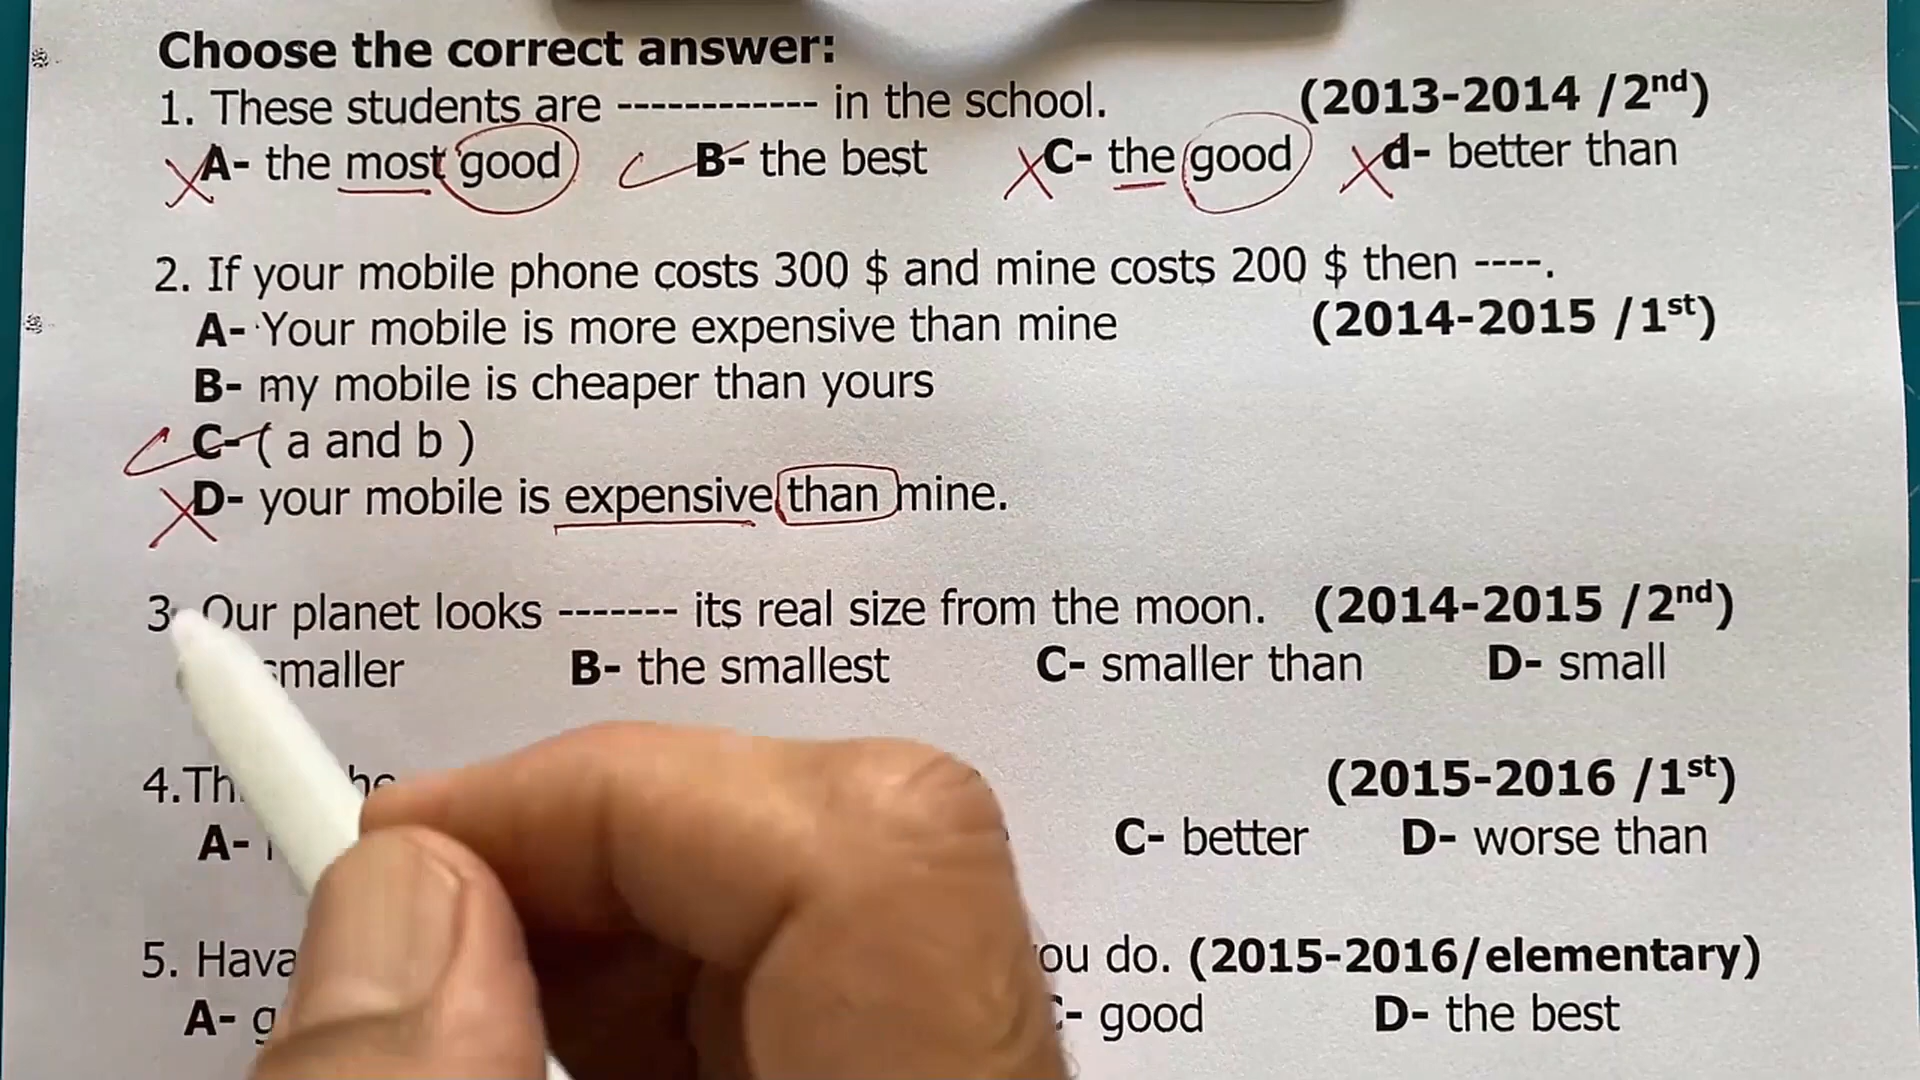 Choose the correct answer:
1. These students are ------------ in the school. (2013-2014 /2nd)
A- the most good B- the best C- the good d- better than
2. If your mobile phone costs 300 $ and mine costs 200 $ then ----.
A- Your mobile is more expensive than mine (2014-2015 /1st)
B- my mobile is cheaper than yours
C- ( a and b )
D- your mobile is expensive than mine.
3. Our planet looks ------- its real size from the moon. (2014-2015 /2nd)
smaller B- the smallest C- smaller than D- small
4. (2015-2016 /1st)
A- C- better D- worse than
5. do. (2015-2016/elementary)
A- good D- the best